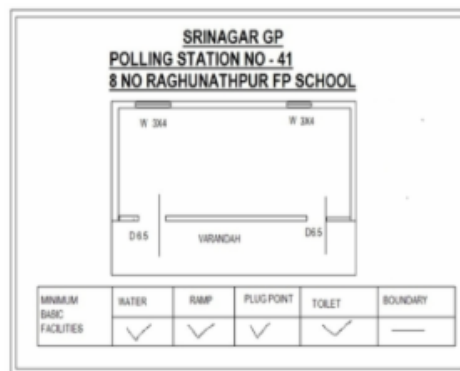 SRINAGAR GP
POLLING STATION NO - 41
8 NO RAGHUNATHPUR FP SCHOOL
W 3X4 W 3X4
D6.5 VARANDAH D6.5
MINIMUM BASIC FACILITIES WATER RAMP PLUG POINT TOILET BOUNDARY